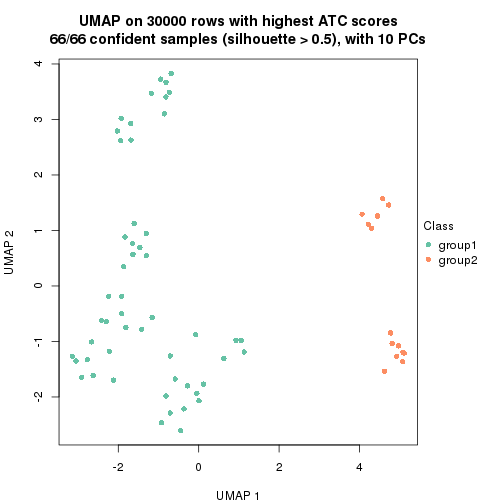 UMAP on 30000 rows with highest ATC scores
66/66 confident samples (silhouette > 0.5), with 10 PCs
4
3
2
1
0
-1
-2
UMAP 2
-2
0
2
4
UMAP 1
Class
group1
group2